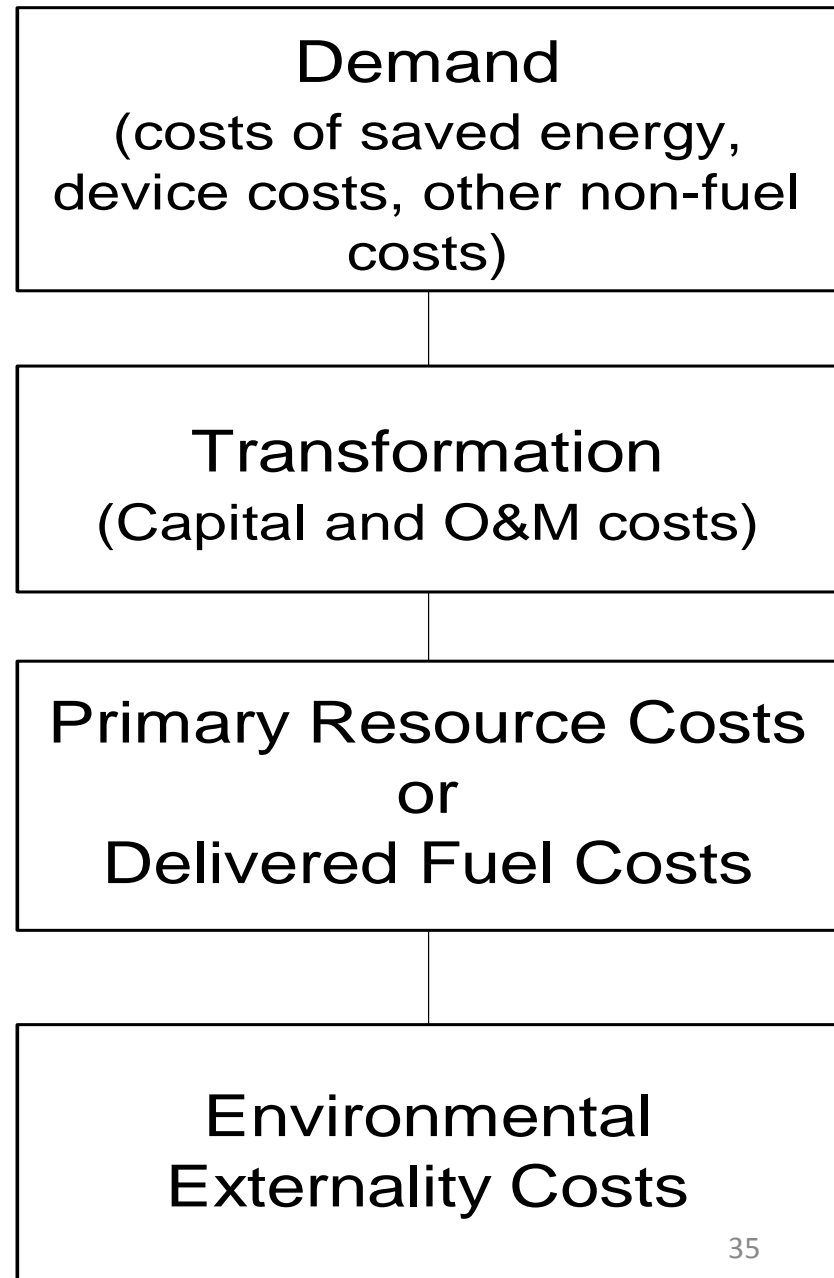 Demand
(costs of saved energy,
device costs, other non-fuel
costs)
Transformation
(Capital and O&M costs)
Primary Resource Costs
or
Delivered Fuel Costs
Environmental
Externality Costs
35